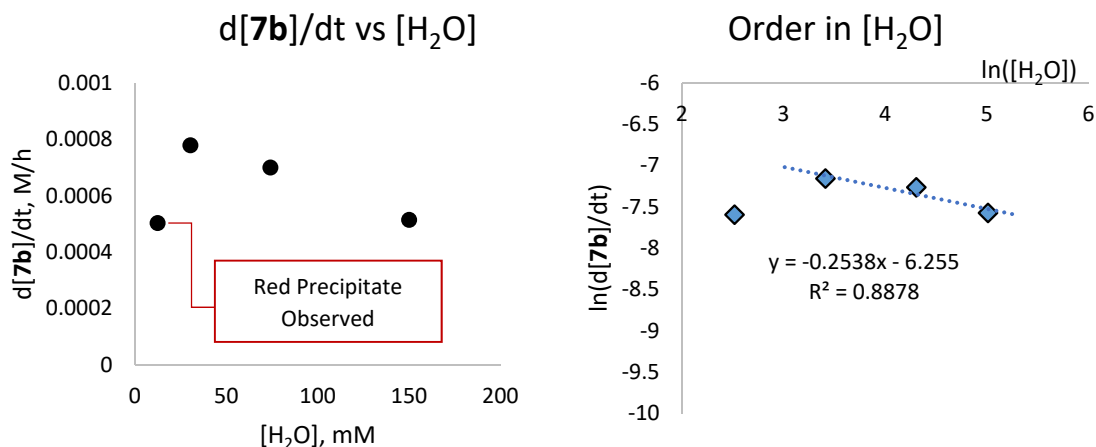 d[7b]/dt vs [H₂O]
0.001
0.0008
0.0006
0.0004
0.0002
0
d[7b]/dt, M/h
Red Precipitate
Observed
0 50 100 150 200
[H₂O], mM
Order in [H₂O]
ln([H₂O])
2 3 4 5 6
-6
-6.5
-7
-7.5
-8
-8.5
-9
-9.5
-10
ln(d[7b]/dt)
y = -0.2538x - 6.255
R² = 0.8878